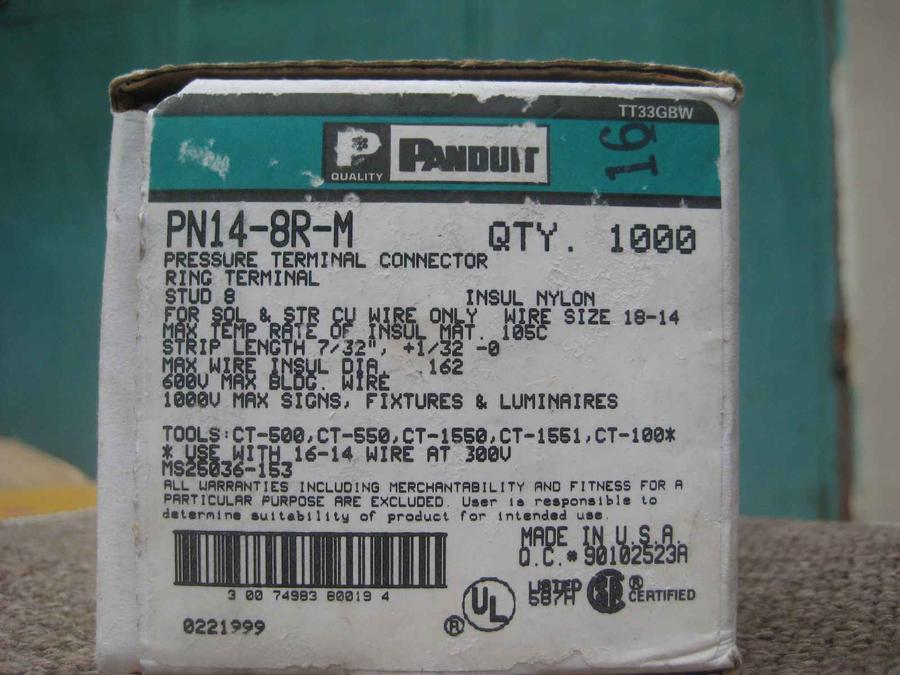 TT33GBW
P QUALITY PANDUIT
16
PN14-8R-M QTY. 1000
PRESSURE TERMINAL CONNECTOR
RING TERMINAL
STUD 8 INSUL NYLON
FOR SOL & STR CU WIRE ONLY WIRE SIZE 18-14
MAX TEMP RATE OF INSUL MAT. 105C
STRIP LENGTH 7/32", +1/32 -0
MAX WIRE INSUL DIA. .162
600V MAX BLDG. WIRE
1000V MAX SIGNS, FIXTURES & LUMINAIRES
TOOLS:CT-500,CT-550,CT-1550,CT-1551,CT-100*
* USE WITH 16-14 WIRE AT 300V
MS25036-153
ALL WARRANTIES INCLUDING MERCHANTABILITY AND FITNESS FOR A
PARTICULAR PURPOSE ARE EXCLUDED. User is responsible to
determine suitability of product for intended use.
MADE IN U.S.A.
Q.C.* 90102523A
3 00 74983 80019 4
UL ® LISTED 587H SA ® CERTIFIED
0221999